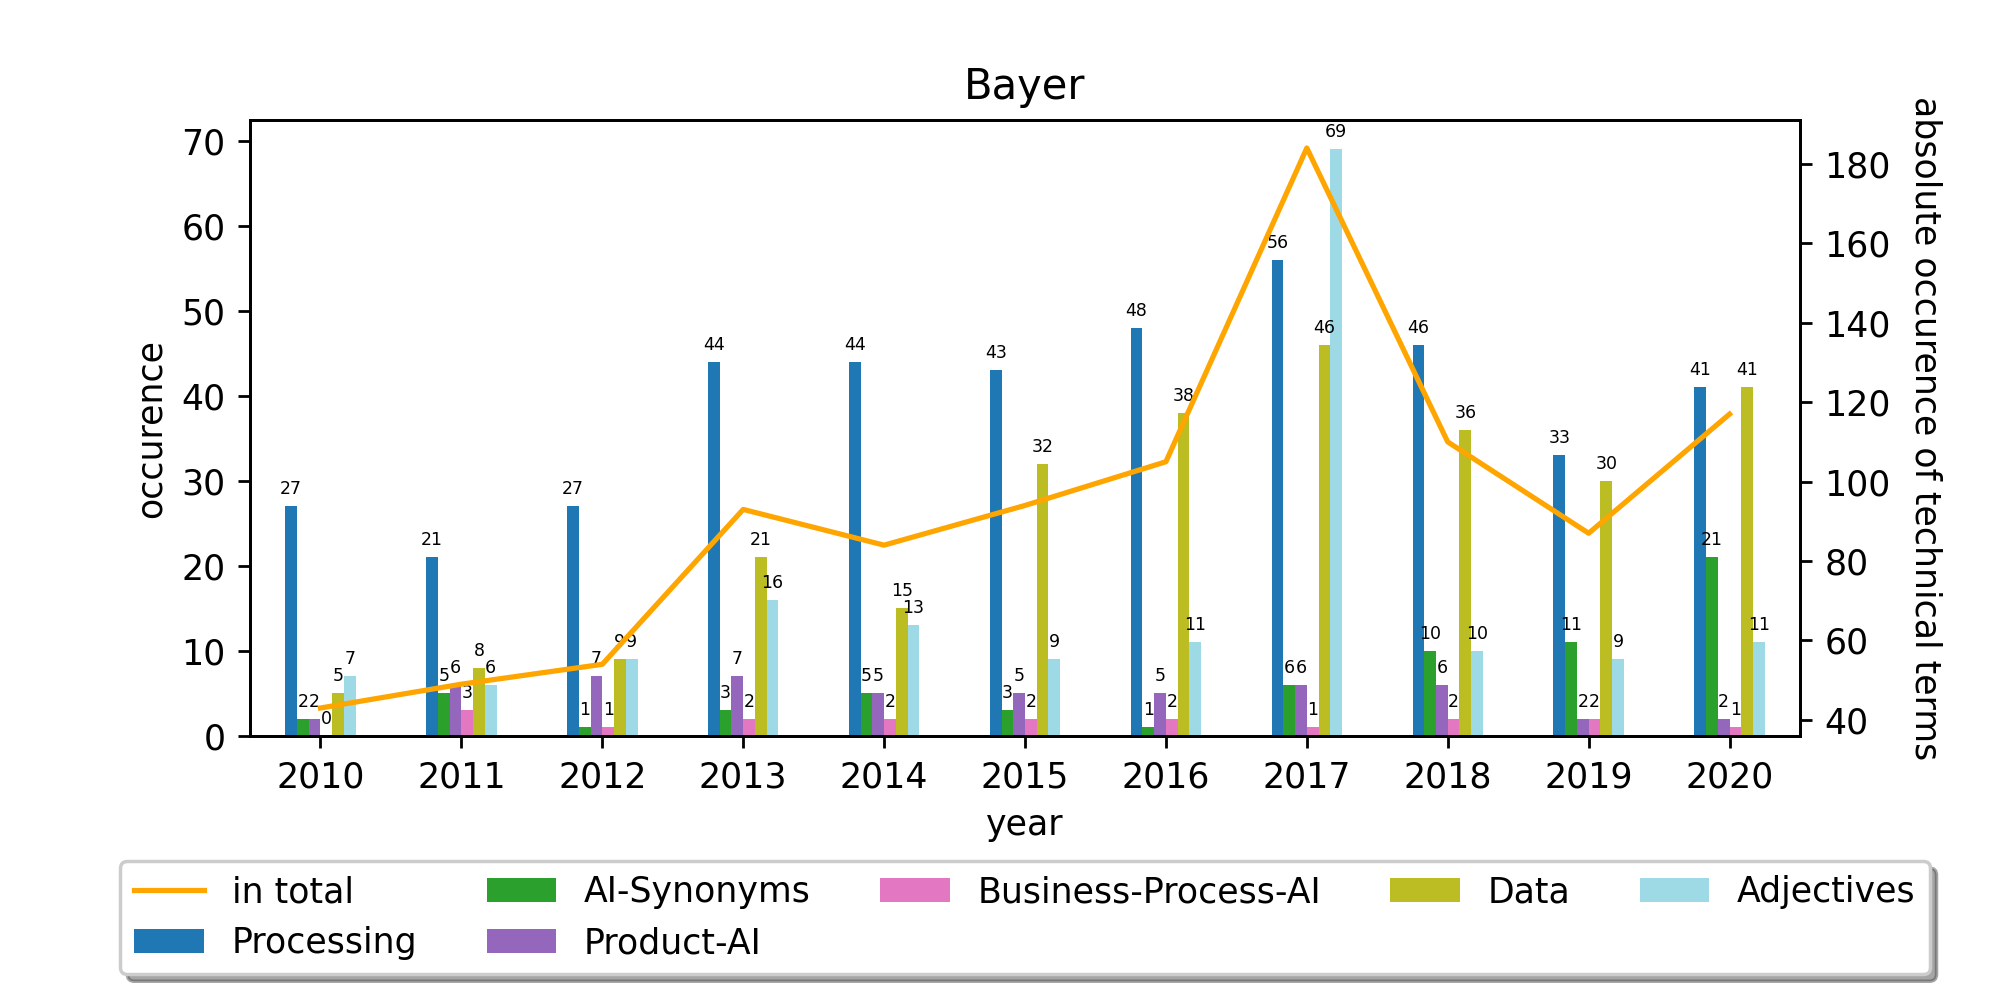 Bayer
absolute occurence of technical terms
occurence
70
60
50
40
30
20
10
0
180
160
140
120
100
80
60
40
27 2 2 0 5 7
21 5 6 3 8 6
27 1 7 1 9 9
44 3 7 2 21 16
44 5 5 2 15 13
43 3 5 2 32 9
48 1 5 2 38 11
56 6 6 1 46 69
46 10 6 2 36 10
33 11 2 2 30 9
41 21 2 1 41 11
2010 2011 2012 2013 2014 2015 2016 2017 2018 2019 2020
year
in total AI-Synonyms Business-Process-AI Data Adjectives
Processing Product-AI